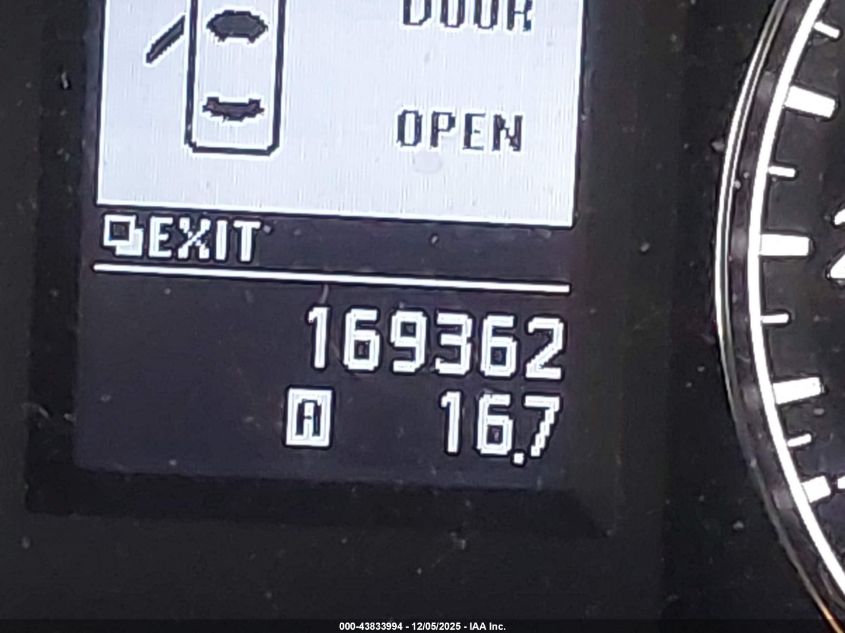 DOOR
OPEN
EXIT
169362
A 16.7
000-43833994 - 12/05/2025 - IAA Inc.